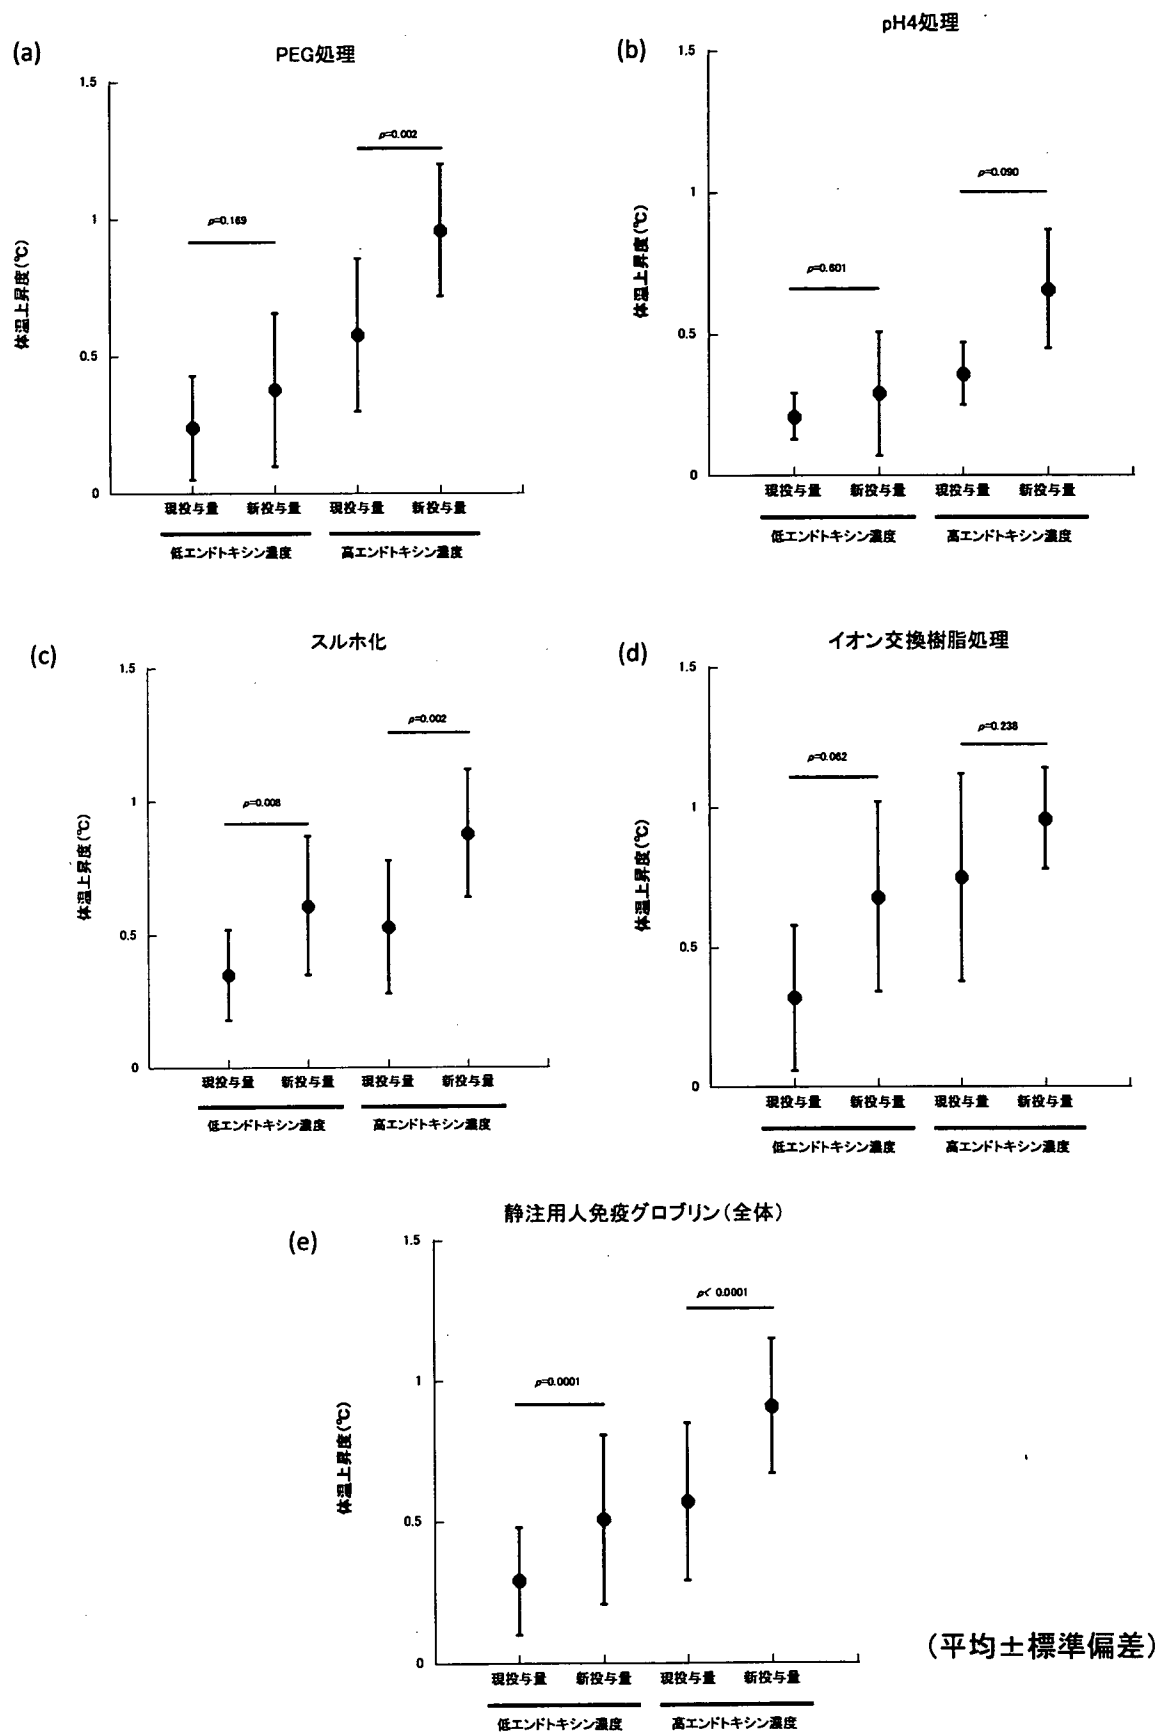 (a)
PEG処理
1.5
1
0.5
0
体温上昇度(℃)
p=0.169
p=0.002
現投与量 新投与量 現投与量 新投与量
低エンドトキシン濃度 高エンドトキシン濃度
(b)
pH4処理
1.5
1
0.5
0
体温上昇度(℃)
p=0.601
p=0.090
現投与量 新投与量 現投与量 新投与量
低エンドトキシン濃度 高エンドトキシン濃度
(c)
スルホ化
1.5
1
0.5
0
体温上昇度(℃)
p=0.008
p=0.002
現投与量 新投与量 現投与量 新投与量
低エンドトキシン濃度 高エンドトキシン濃度
(d)
イオン交換樹脂処理
1.5
1
0.5
0
体温上昇度(℃)
p=0.062
p=0.238
現投与量 新投与量 現投与量 新投与量
低エンドトキシン濃度 高エンドトキシン濃度
(e)
静注用人免疫グロブリン(全体)
1.5
1
0.5
0
体温上昇度(℃)
p=0.0001
p< 0.0001
現投与量 新投与量 現投与量 新投与量
低エンドトキシン濃度 高エンドトキシン濃度
(平均±標準偏差)